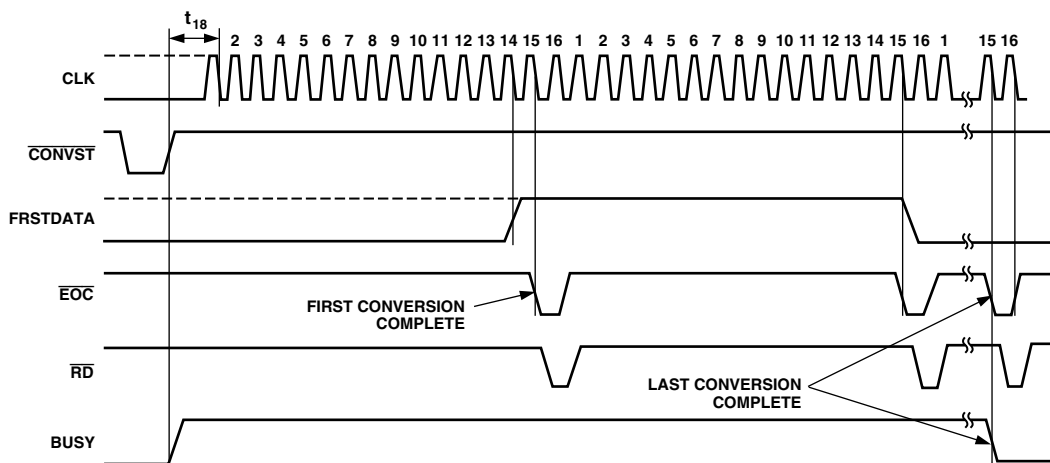 t18
2 3 4 5 6 7 8 9 10 11 12 13 14 15 16 1 2 3 4 5 6 7 8 9 10 11 12 13 14 15 16 1 15 16
CLK
CONVST
FRSTDATA
EOC
FIRST CONVERSION
COMPLETE
RD
LAST CONVERSION
COMPLETE
BUSY